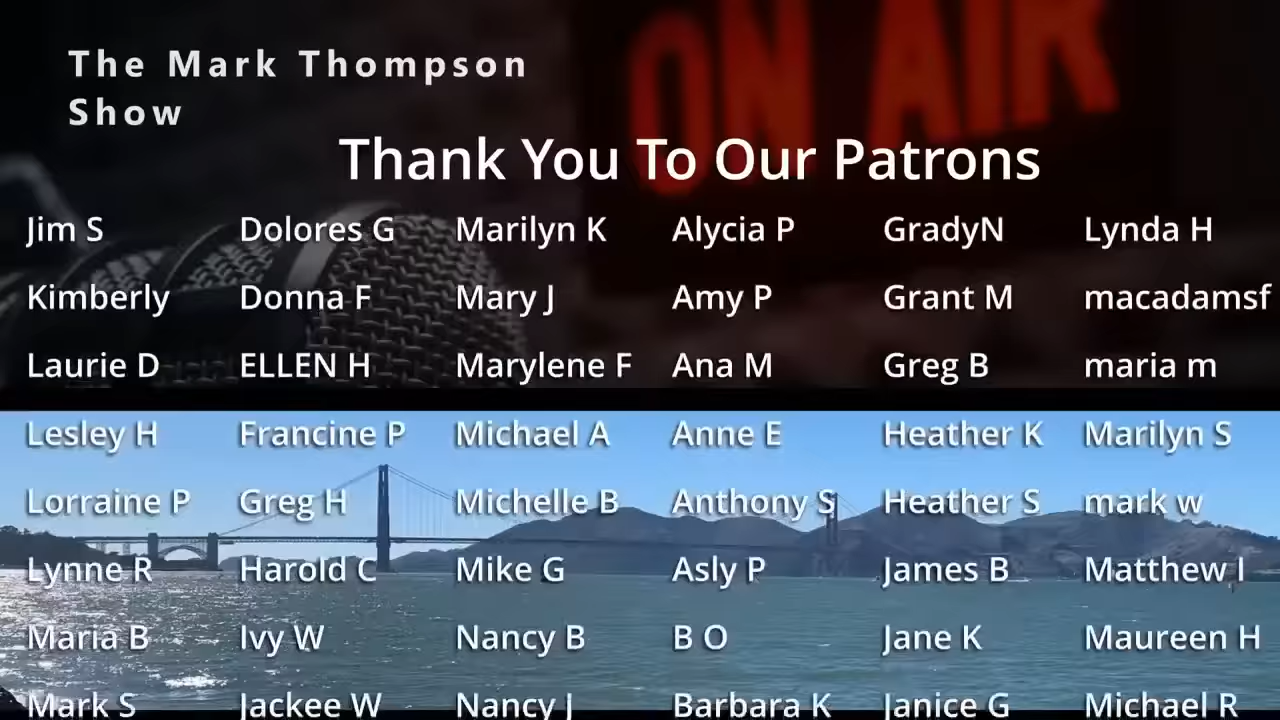 ON AIR
The Mark Thompson
Show
Thank You To Our Patrons
Jim S Dolores G Marilyn K Alycia P GradyN Lynda H
Kimberly Donna F Mary J Amy P Grant M macadamsf
Laurie D ELLEN H Marylene F Ana M Greg B maria m
Lesley H Francine P Michael A Anne E Heather K Marilyn S
Lorraine P Greg H Michelle B Anthony S Heather S mark w
Lynne R Harold C Mike G Asly P James B Matthew I
Maria B Ivy W Nancy B B O Jane K Maureen H
Mark S Jackee W Nancy J Barbara K Janice G Michael R